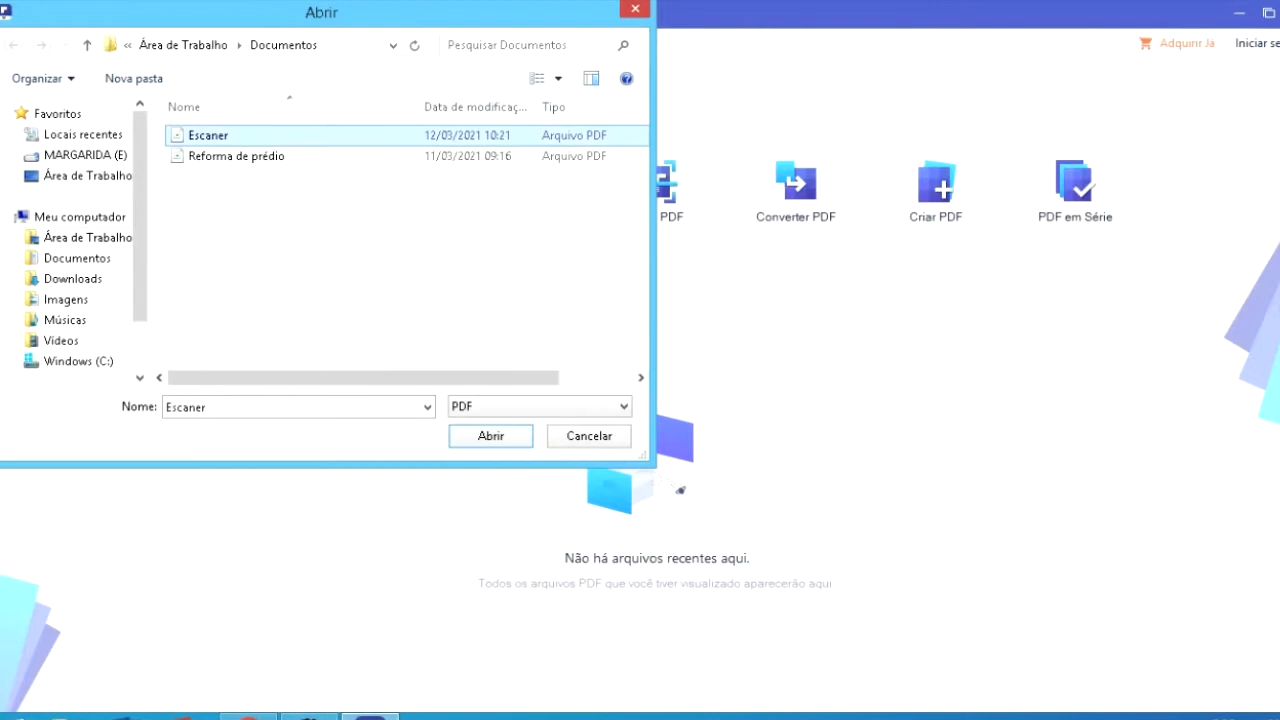 Abrir
Adquirir Já
Iniciar se
« Área de Trabalho Documentos
Pesquisar Documentos
Organizar
Nova pasta
Nome
Data de modificaç...
Tipo
Favoritos
Locais recentes
MARGARIDA (E)
Área de Trabalho
Meu computador
Área de Trabalho
Documentos
Downloads
Imagens
Músicas
Vídeos
Windows (C:)
Escaner 12/03/2021 10:21 Arquivo PDF
Reforma de prédio 11/03/2021 09:16 Arquivo PDF
Nome: Escaner
PDF
Abrir
Cancelar
PDF
Converter PDF
Criar PDF
PDF em Série
Não há arquivos recentes aqui.
Todos os arquivos PDF que você tiver visualizado aparecerão aqui